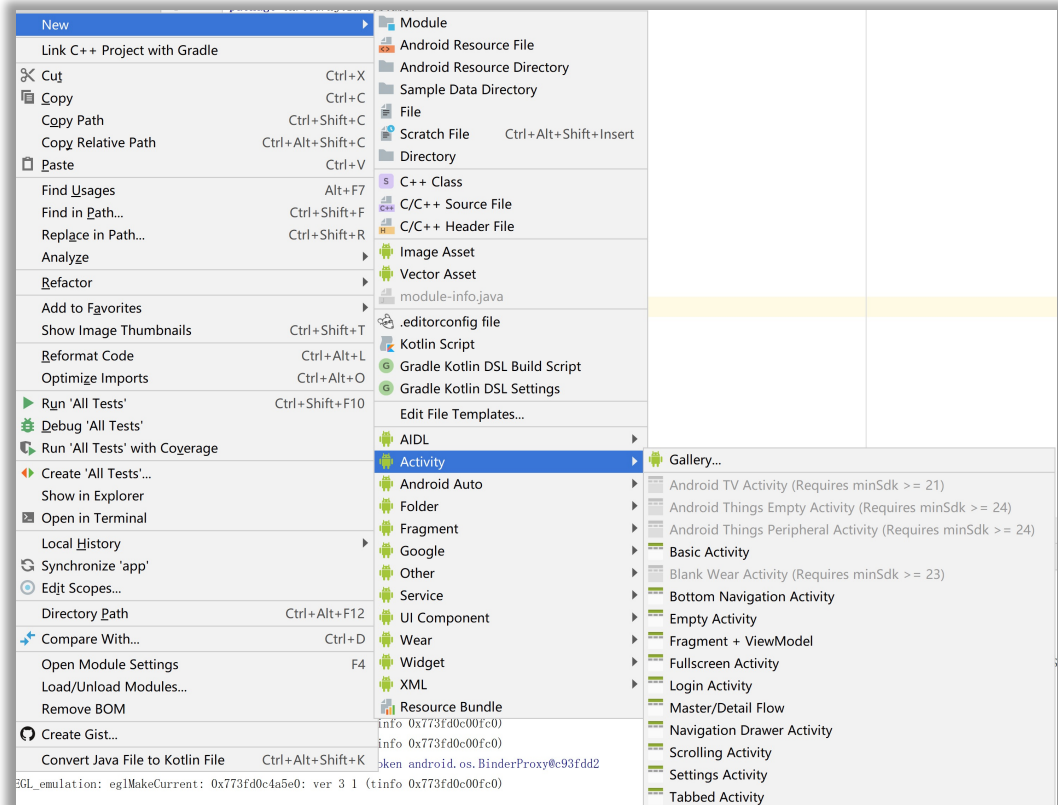 New
Link C++ Project with Gradle
Cut Ctrl+X
Copy Ctrl+C
Copy Path Ctrl+Shift+C
Copy Relative Path Ctrl+Alt+Shift+C
Paste Ctrl+V
Find Usages Alt+F7
Find in Path... Ctrl+Shift+F
Replace in Path... Ctrl+Shift+R
Analyze
Refactor
Add to Favorites
Show Image Thumbnails Ctrl+Shift+T
Reformat Code Ctrl+Alt+L
Optimize Imports Ctrl+Alt+O
Run 'All Tests' Ctrl+Shift+F10
Debug 'All Tests'
Run 'All Tests' with Coverage
Create 'All Tests'...
Show in Explorer
Open in Terminal
Local History
Synchronize 'app'
Edit Scopes...
Directory Path Ctrl+Alt+F12
Compare With... Ctrl+D
Open Module Settings F4
Load/Unload Modules...
Remove BOM
Create Gist...
Convert Java File to Kotlin File Ctrl+Alt+Shift+K
Module
Android Resource File
Android Resource Directory
Sample Data Directory
File
Scratch File Ctrl+Alt+Shift+Insert
Directory
S C++ Class
C++ C/C++ Source File
H C/C++ Header File
Image Asset
Vector Asset
module-info.java
.editorconfig file
Kotlin Script
G Gradle Kotlin DSL Build Script
G Gradle Kotlin DSL Settings
Edit File Templates...
AIDL
Activity
Android Auto
Folder
Fragment
Google
Other
Service
UI Component
Wear
Widget
XML
Resource Bundle
Gallery...
Android TV Activity (Requires minSdk >= 21)
Android Things Empty Activity (Requires minSdk >= 24)
Android Things Peripheral Activity (Requires minSdk >= 24)
Basic Activity
Blank Wear Activity (Requires minSdk >= 23)
Bottom Navigation Activity
Empty Activity
Fragment + ViewModel
Fullscreen Activity
Login Activity
Master/Detail Flow
Navigation Drawer Activity
Scrolling Activity
Settings Activity
Tabbed Activity
info 0x773fd0c00fc0)
info 0x773fd0c00fc0)
oken android.os.BinderProxy@c93fdd2
EGL_emulation: eglMakeCurrent: 0x773fd0c4a5e0: ver 3 1 (tinfo 0x773fd0c00fc0)